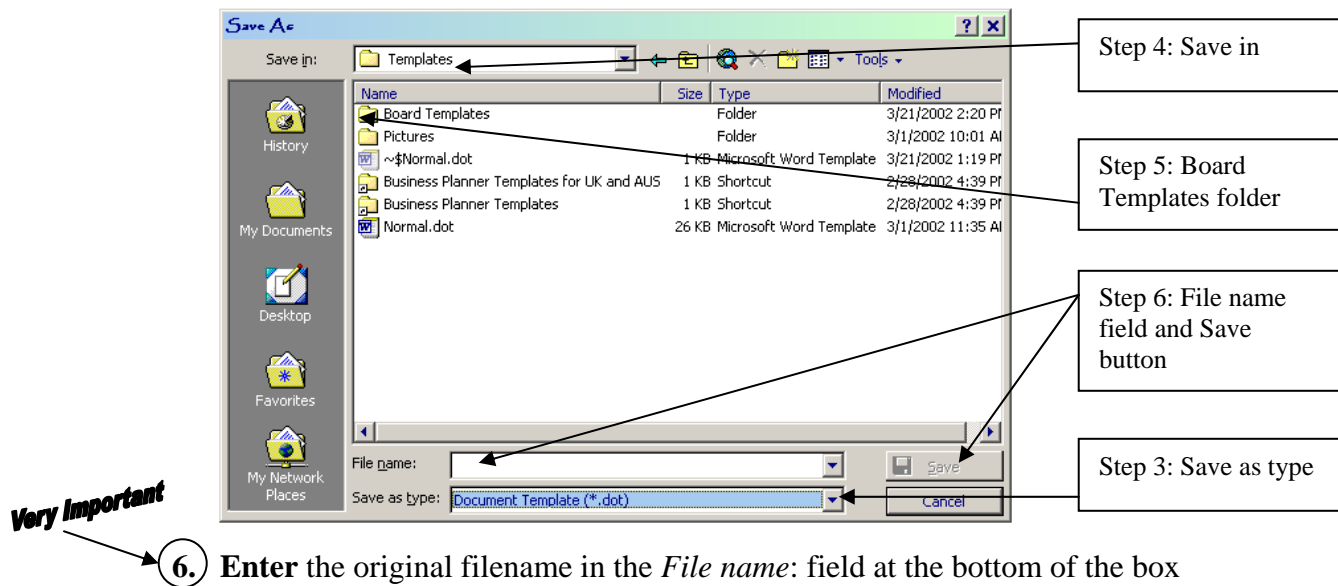 Save As
Save in: Templates Tools
Name Size Type Modified
Board Templates Folder 3/21/2002 2:20 PM
Pictures Folder 3/1/2002 10:01 A
~$Normal.dot 1 KB Microsoft Word Template 3/21/2002 1:19 P
Business Planner Templates for UK and AUS 1 KB Shortcut 2/28/2002 4:39 P
Business Planner Templates 1 KB Shortcut 2/28/2002 4:39 P
Normal.dot 26 KB Microsoft Word Template 3/1/2002 11:35 A
History
My Documents
Desktop
Favorites
My Network
Places
File name:
Save as type: Document Template (*.dot)
Save
Cancel
Step 4: Save in
Step 5: Board
Templates folder
Step 6: File name
field and Save
button
Step 3: Save as type
Very Important
6. Enter the original filename in the File name: field at the bottom of the box